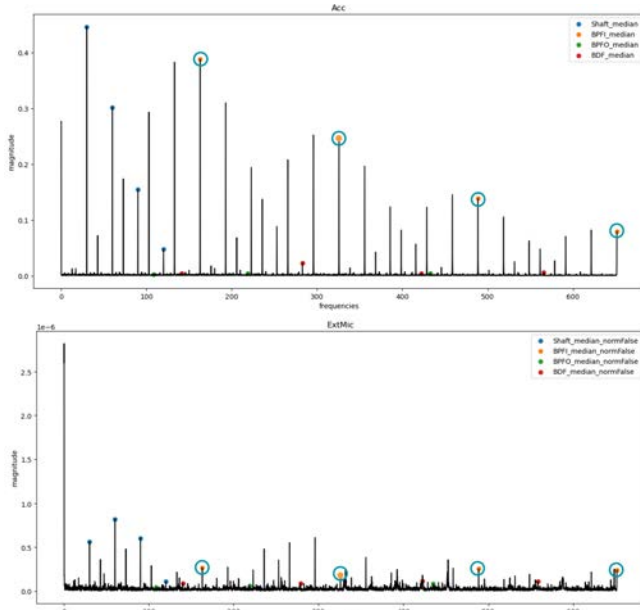 Acc
Shaft_median
BPFI_median
BPFO_median
BDF_median
0.4
0.3
0.2
0.1
0.0
magnitude
0 100 200 300 400 500 600
frequencies
1e-6
ExtMic
Shaft_median_normFalse
BPFI_median_normFalse
BPFO_median_normFalse
BDF_median_normFalse
2.5
2.0
1.5
1.0
0.5
0.0
magnitude